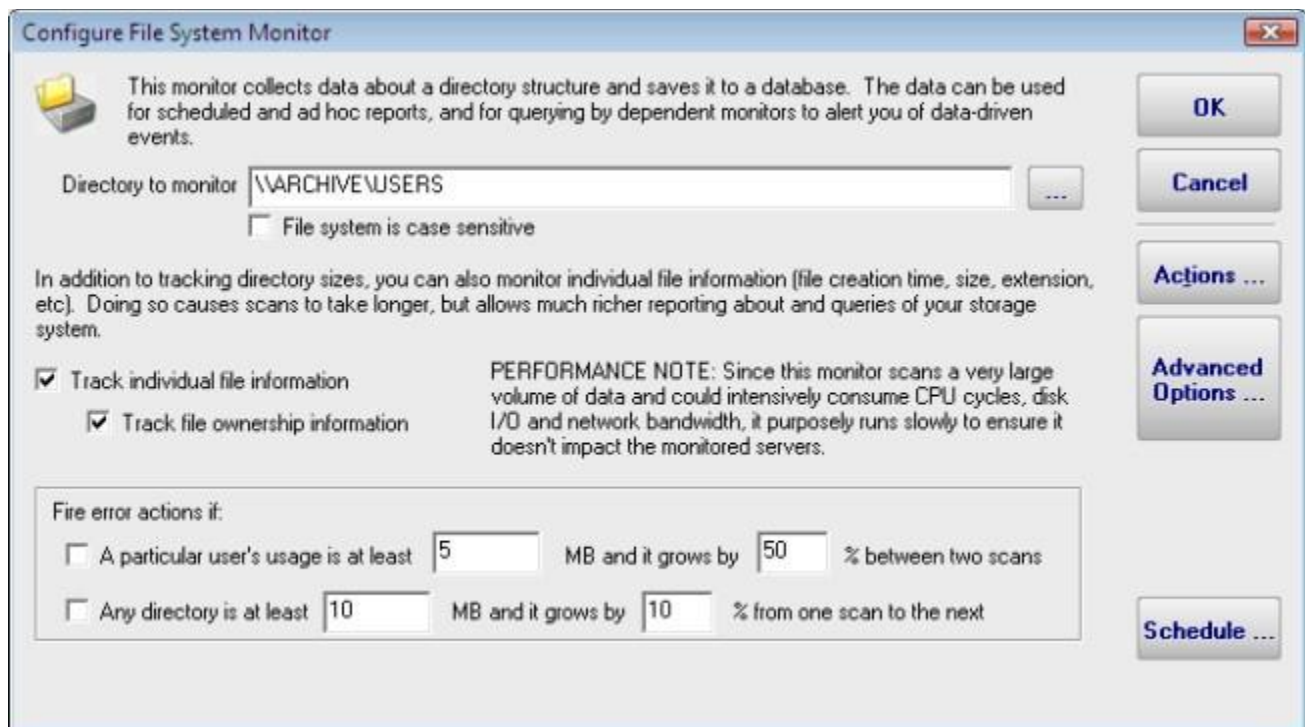 Configure File System Monitor
This monitor collects data about a directory structure and saves it to a database.  The data can be used
for scheduled and ad hoc reports, and for querying by dependent monitors to alert you of data-driven
events.
OK
Directory to monitor \\ARCHIVE\USERS ...
Cancel
File system is case sensitive
In addition to tracking directory sizes, you can also monitor individual file information (file creation time, size, extension,
etc).  Doing so causes scans to take longer, but allows much richer reporting about and queries of your storage
system.
Actions ...
Track individual file information
Track file ownership information
PERFORMANCE NOTE: Since this monitor scans a very large
volume of data and could intensively consume CPU cycles, disk
I/O and network bandwidth, it purposely runs slowly to ensure it
doesn't impact the monitored servers.
Advanced
Options ...
Fire error actions if:
A particular user's usage is at least 5 MB and it grows by 50 % between two scans
Any directory is at least 10 MB and it grows by 10 % from one scan to the next
Schedule ...